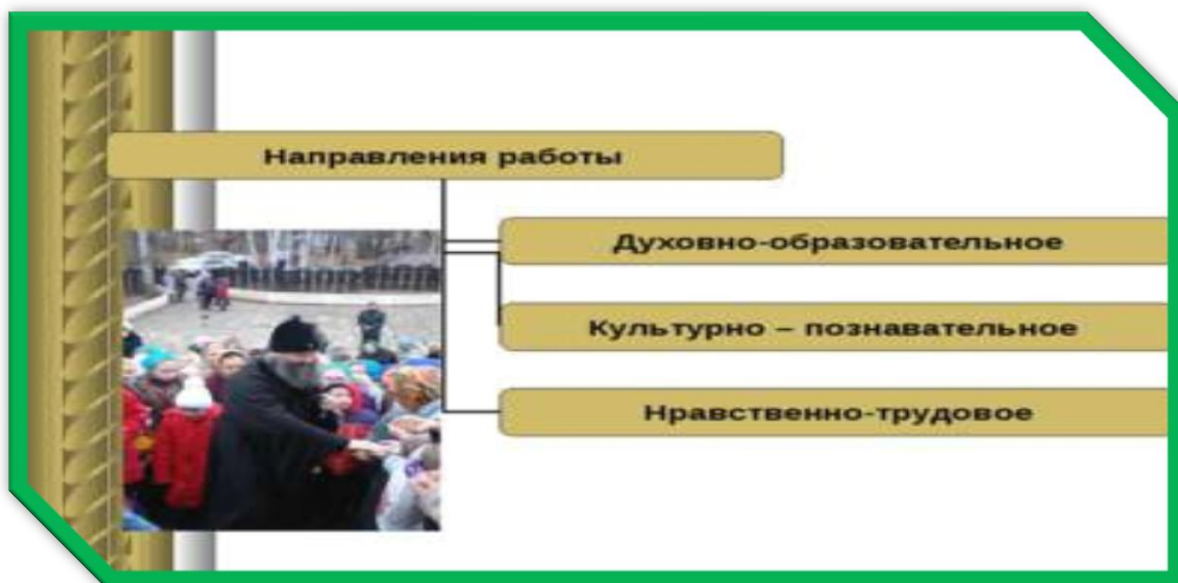 Направления работы
Духовно-образовательное
Культурно – познавательное
Нравственно-трудовое